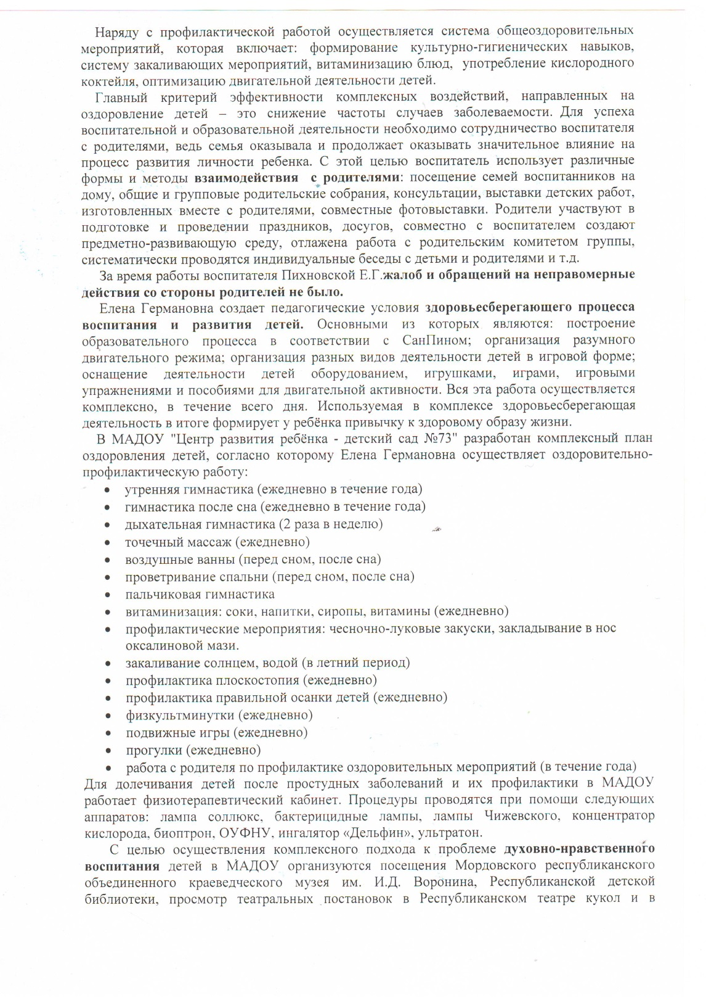 Наряду с профилактической работой осуществляется система общеоздоровительных
мероприятий, которая включает: формирование культурно-гигиенических навыков,
систему закаливающих мероприятий, витаминизацию блюд, употребление кислородного
коктейля, оптимизацию двигательной деятельности детей.
Главный критерий эффективности комплексных воздействий, направленных на
оздоровление детей – это снижение частоты случаев заболеваемости. Для успеха
воспитательной и образовательной деятельности необходимо сотрудничество воспитателя
с родителями, ведь семья оказывала и продолжает оказывать значительное влияние на
процесс развития личности ребенка. С этой целью воспитатель использует различные
формы и методы взаимодействия с родителями: посещение семей воспитанников на
дому, общие и групповые родительские собрания, консультации, выставки детских работ,
изготовленных вместе с родителями, совместные фотовыставки. Родители участвуют в
подготовке и проведении праздников, досугов, совместно с воспитателем создают
предметно-развивающую среду, отлажена работа с родительским комитетом группы,
систематически проводятся индивидуальные беседы с детьми и родителями и т.д.
За время работы воспитателя Пихновской Е.Г.жалоб и обращений на неправомерные
действия со стороны родителей не было.
Елена Германовна создает педагогические условия здоровьесберегающего процесса
воспитания и развития детей. Основными из которых являются: построение
образовательного процесса в соответствии с СанПином; организация разумного
двигательного режима; организация разных видов деятельности детей в игровой форме;
оснащение деятельности детей оборудованием, игрушками, играми, игровыми
упражнениями и пособиями для двигательной активности. Вся эта работа осуществляется
комплексно, в течение всего дня. Используемая в комплексе здоровьесберегающая
деятельность в итоге формирует у ребёнка привычку к здоровому образу жизни.
В МАДОУ "Центр развития ребёнка - детский сад №73" разработан комплексный план
оздоровления детей, согласно которому Елена Германовна осуществляет оздоровительно-
профилактическую работу:
• утренняя гимнастика (ежедневно в течение года)
• гимнастика после сна (ежедневно в течение года)
• дыхательная гимнастика (2 раза в неделю)
• точечный массаж (ежедневно)
• воздушные ванны (перед сном, после сна)
• проветривание спальни (перед сном, после сна)
• пальчиковая гимнастика
• витаминизация: соки, напитки, сиропы, витамины (ежедневно)
• профилактические мероприятия: чесночно-луковые закуски, закладывание в нос
оксалиновой мази.
• закаливание солнцем, водой (в летний период)
• профилактика плоскостопия (ежедневно)
• профилактика правильной осанки детей (ежедневно)
• физкультминутки (ежедневно)
• подвижные игры (ежедневно)
• прогулки (ежедневно)
• работа с родителя по профилактике оздоровительных мероприятий (в течение года)
Для долечивания детей после простудных заболеваний и их профилактики в МАДОУ
работает физиотерапевтический кабинет. Процедуры проводятся при помощи следующих
аппаратов: лампа соллюкс, бактерицидные лампы, лампы Чижевского, концентратор
кислорода, биоптрон, ОУФНУ, ингалятор «Дельфин», ультратон.
С целью осуществления комплексного подхода к проблеме духовно-нравственного
воспитания детей в МАДОУ организуются посещения Мордовского республиканского
объединенного краеведческого музея им. И.Д. Воронина, Республиканской детской
библиотеки, просмотр театральных постановок в Республиканском театре кукол и в